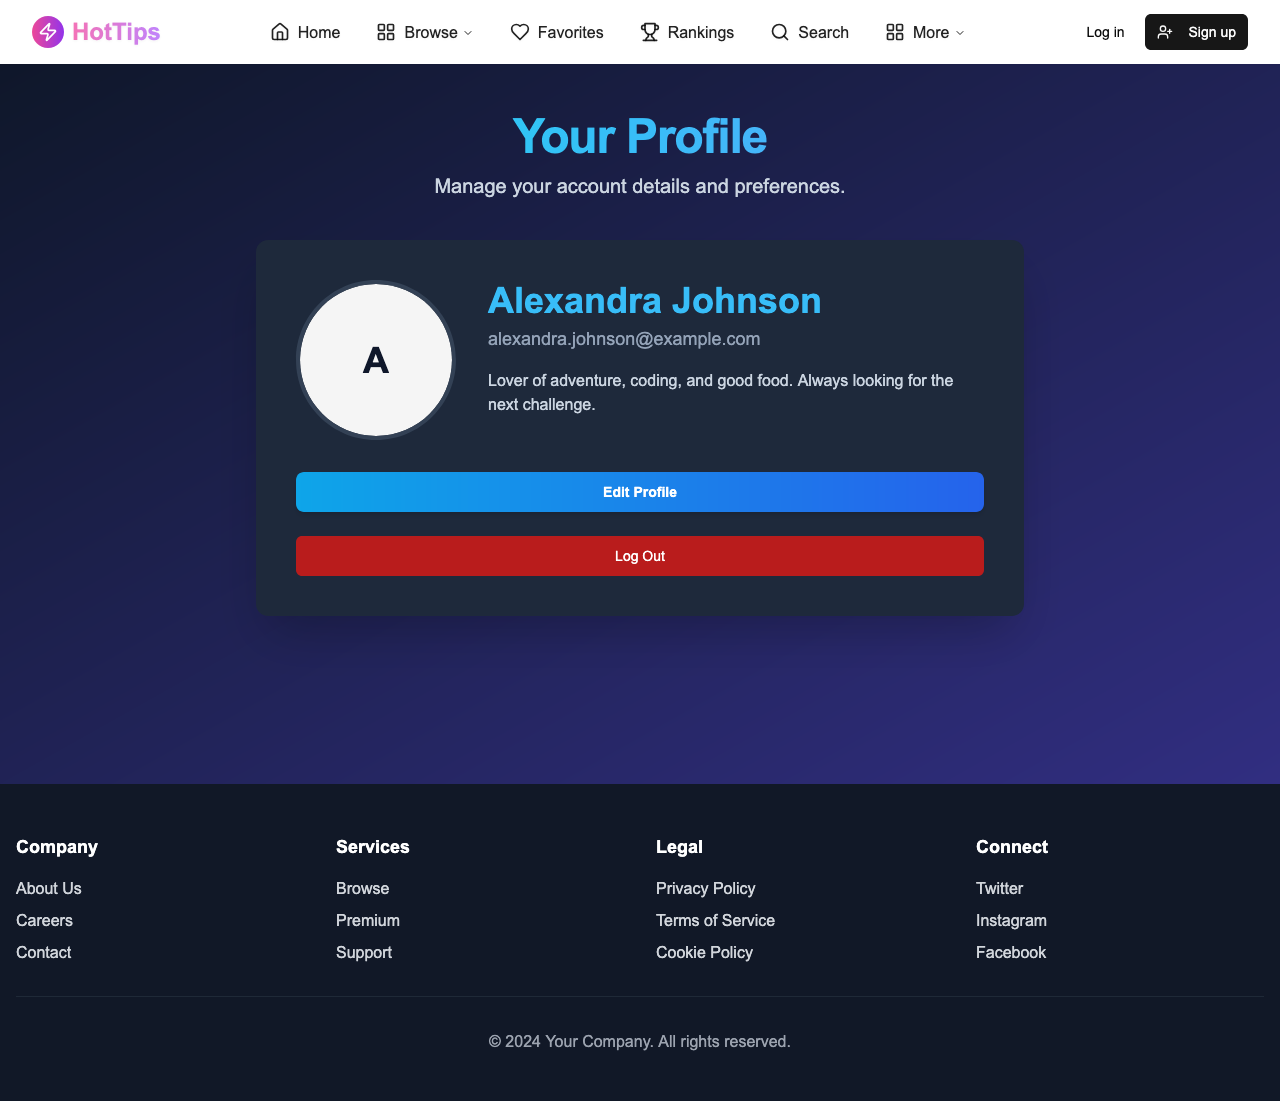 HotTips
Home
Browse
Favorites
Rankings
Search
More
Log in
Sign up
Your Profile
Manage your account details and preferences.
A
Alexandra Johnson
alexandra.johnson@example.com
Lover of adventure, coding, and good food. Always looking for the
next challenge.
Edit Profile
Log Out
Company
About Us
Careers
Contact
Services
Browse
Premium
Support
Legal
Privacy Policy
Terms of Service
Cookie Policy
Connect
Twitter
Instagram
Facebook
© 2024 Your Company. All rights reserved.